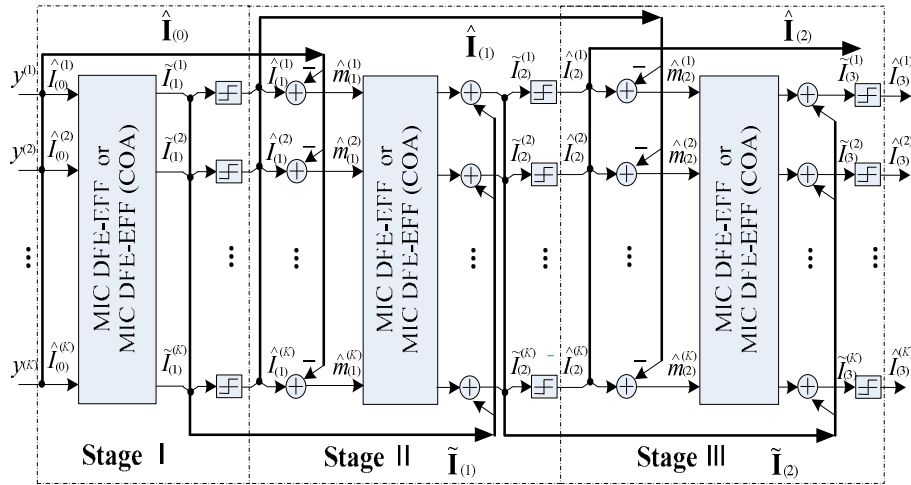 Î(0)
Î(1)
Î(2)
y(1) Î(1)(0) Ĩ(1)(1) Î(1)(1) − m̂(1)(1) Ĩ(1)(2) Î(1)(2) − m̂(1)(2) Ĩ(1)(3) Î(1)(3)
y(2) Î(2)(0) Ĩ(2)(1) Î(2)(1) − m̂(2)(1) Ĩ(2)(2) Î(2)(2) − m̂(2)(2) Ĩ(2)(3) Î(2)(3)
MIC DFE-EFF or
MIC DFE-EFF (COA)
MIC DFE-EFF or
MIC DFE-EFF (COA)
MIC DFE-EFF or
MIC DFE-EFF (COA)
y(K) Î(K)(0) Ĩ(K)(1) Î(K)(1) − m̂(K)(1) Ĩ(K)(2) Î(K)(2) − m̂(K)(2) Ĩ(K)(3) Î(K)(3)
Stage I
Stage II
Ĩ(1)
Stage III
Ĩ(2)